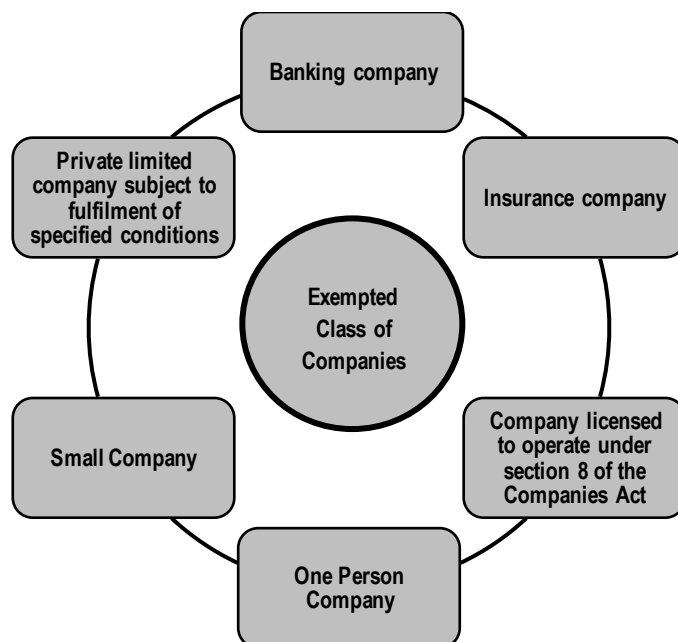 Banking company
Insurance company
Company licensed
to operate under
section 8 of the
Companies Act
One Person
Company
Small Company
Private limited
company subject to
fulfilment of
specified conditions
Exempted
Class of
Companies